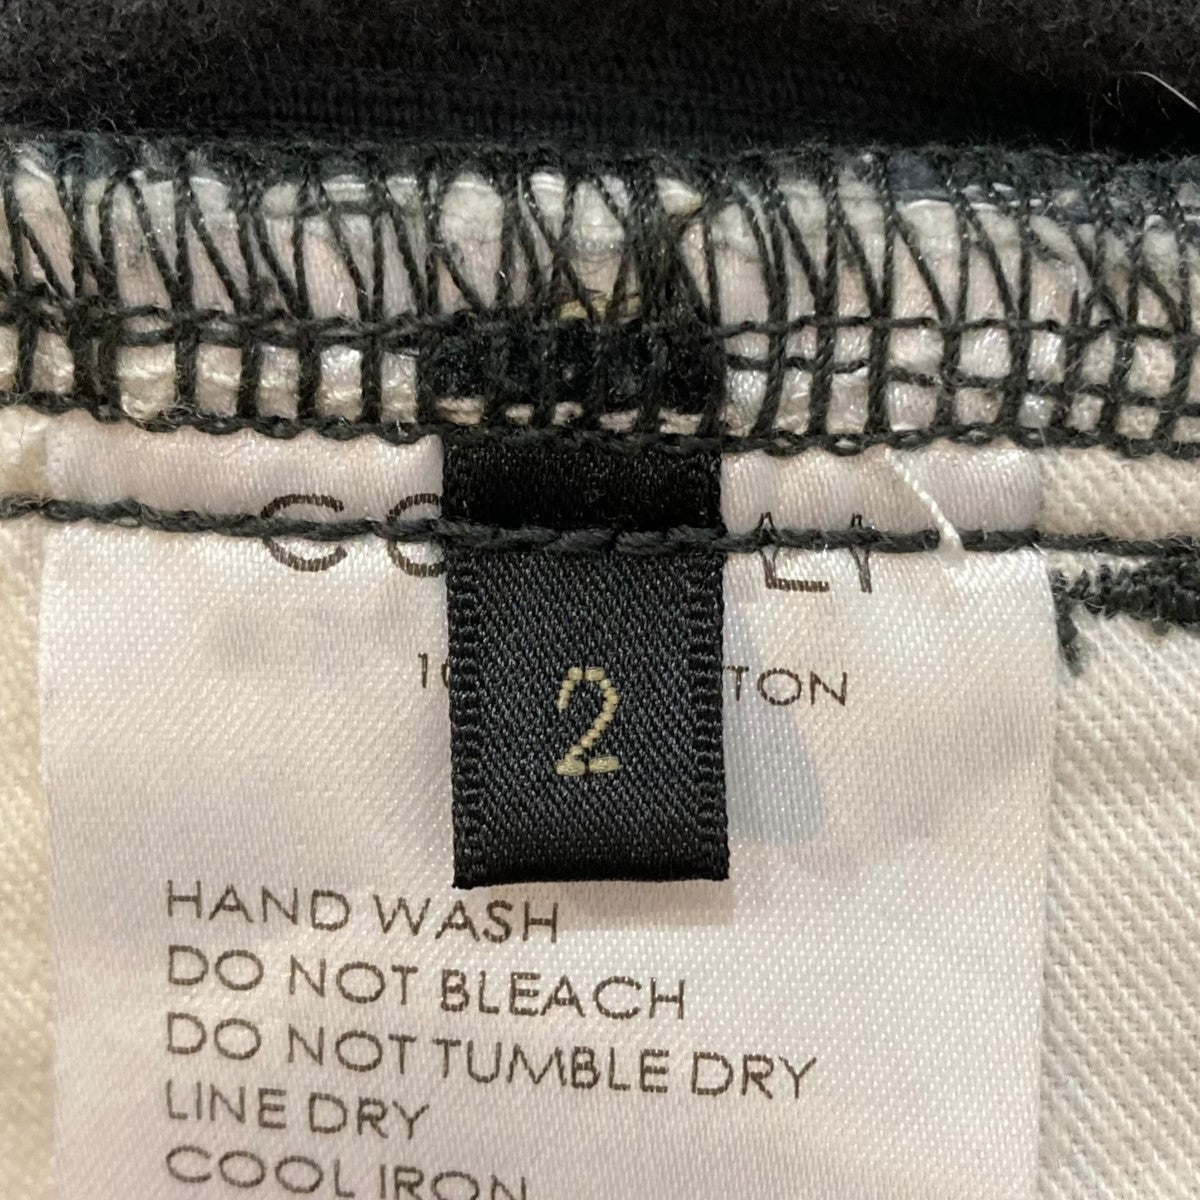 2
HAND WASH
DO NOT BLEACH
DO NOT TUMBLE DRY
LINE DRY
COOL IRON